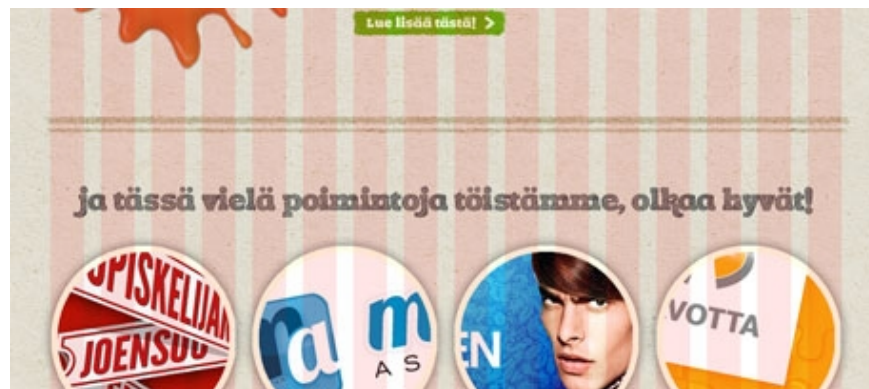 Lue lisää tästä!
ja tässä vielä poimintoja töistämme, olkaa hyvät!
OPISKELIJAN
JOENSUU
a m
A S
EN
VOTTA